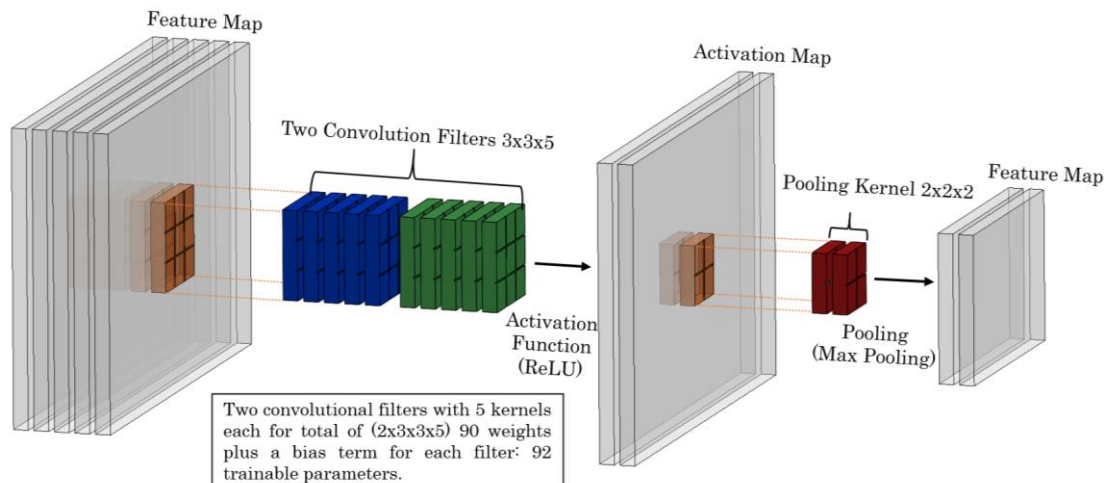 Feature Map
Two Convolution Filters 3x3x5
Activation
Function
(ReLU)
Activation Map
Pooling Kernel 2x2x2
Pooling
(Max Pooling)
Feature Map
Two convolutional filters with 5 kernels
each for total of (2x3x3x5) 90 weights
plus a bias term for each filter: 92
trainable parameters.